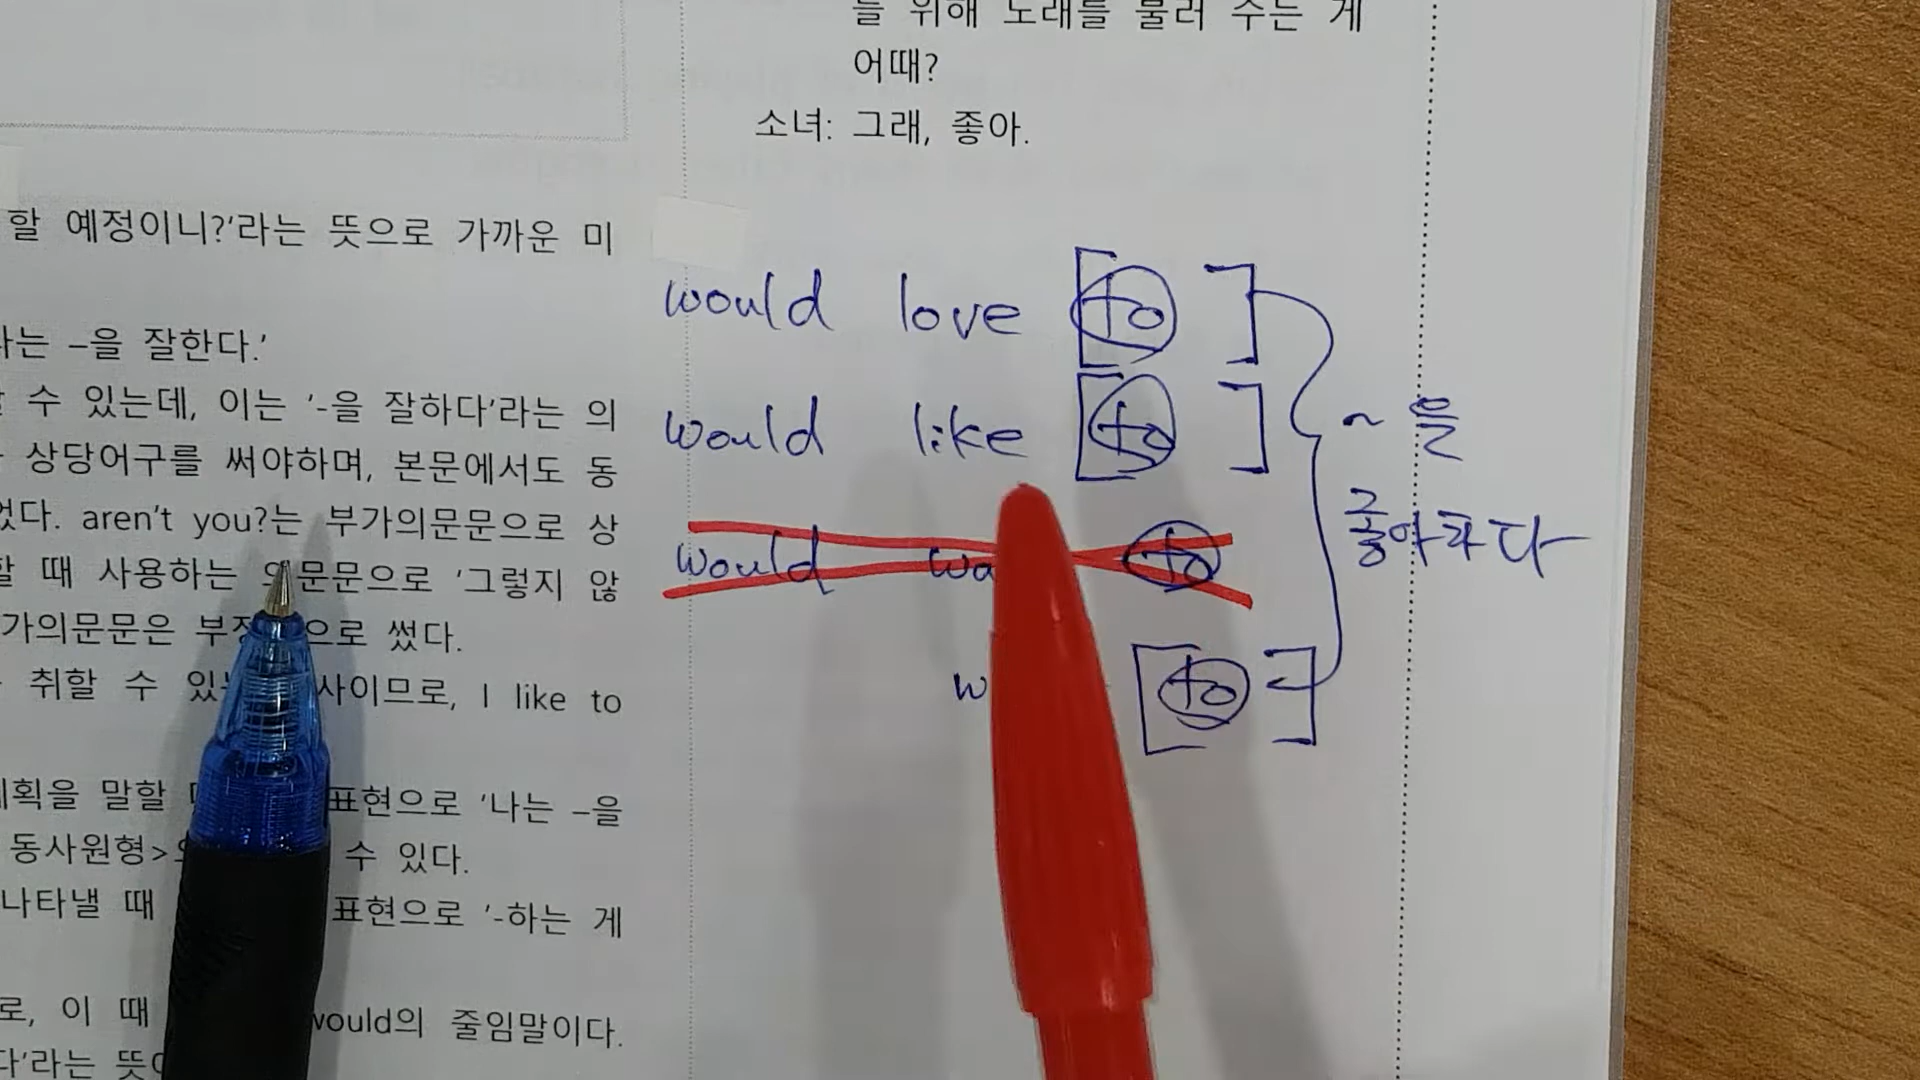 를 위해 노래를 불러 주는 게
어때?
소녀: 그래, 좋아.
할 예정이니?'라는 뜻으로 가까운 미
라는 –을 잘한다.'
수 있는데, 이는 '-을 잘하다'라는 의
상당어구를 써야하며, 본문에서도 동
었다. aren't you?는 부가의문문으로 상
할 때 사용하는 의문문으로 '그렇지 않
가의문문은 부정 으로 썼다.
취할 수 있 사이므로, I like to
계획을 말할 표현으로 '나는 –을
동사원형> 수 있다.
나타낼 때 표현으로 '-하는 게
로, 이 때 would의 줄임말이다.
다'라는 뜻
would love [to ]
would like [to ]
would to
[to ]
~을
좋아하다